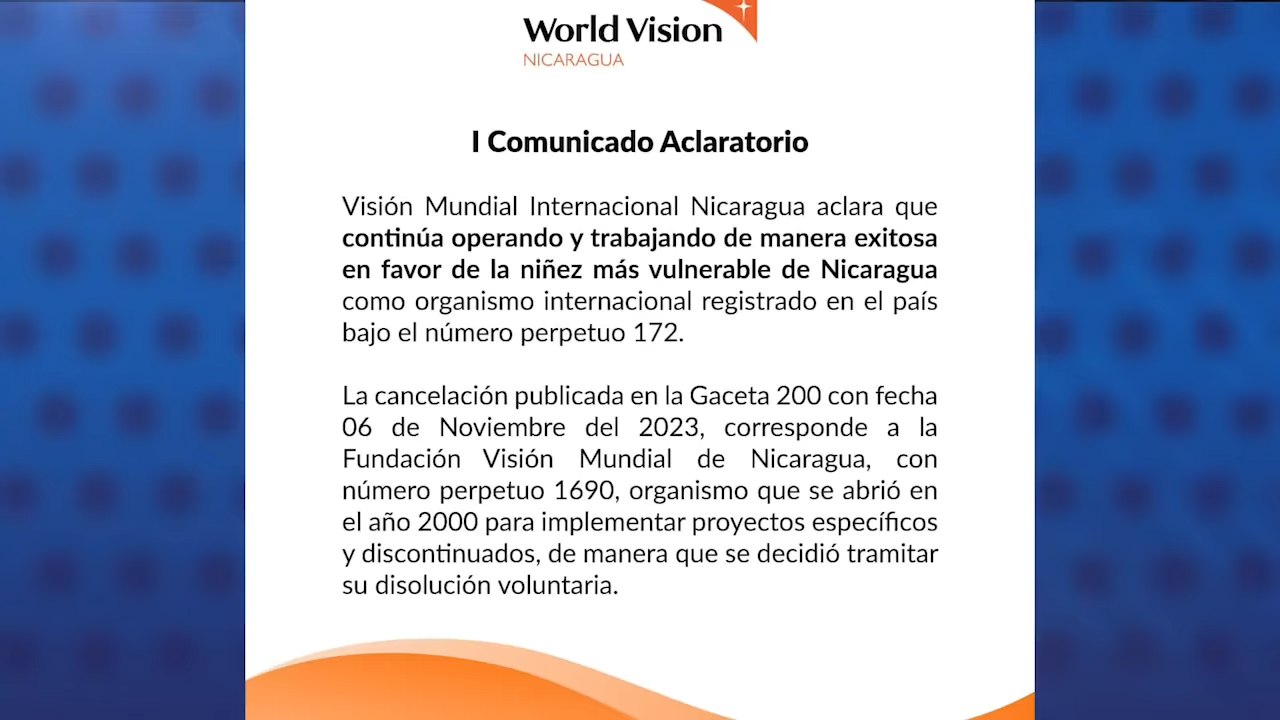 World Vision
NICARAGUA
I Comunicado Aclaratorio
Visión Mundial Internacional Nicaragua aclara que
continúa operando y trabajando de manera exitosa
en favor de la niñez más vulnerable de Nicaragua
como organismo internacional registrado en el país
bajo el número perpetuo 172.
La cancelación publicada en la Gaceta 200 con fecha
06 de Noviembre del 2023, corresponde a la
Fundación Visión Mundial de Nicaragua, con
número perpetuo 1690, organismo que se abrió en
el año 2000 para implementar proyectos específicos
y discontinuados, de manera que se decidió tramitar
su disolución voluntaria.